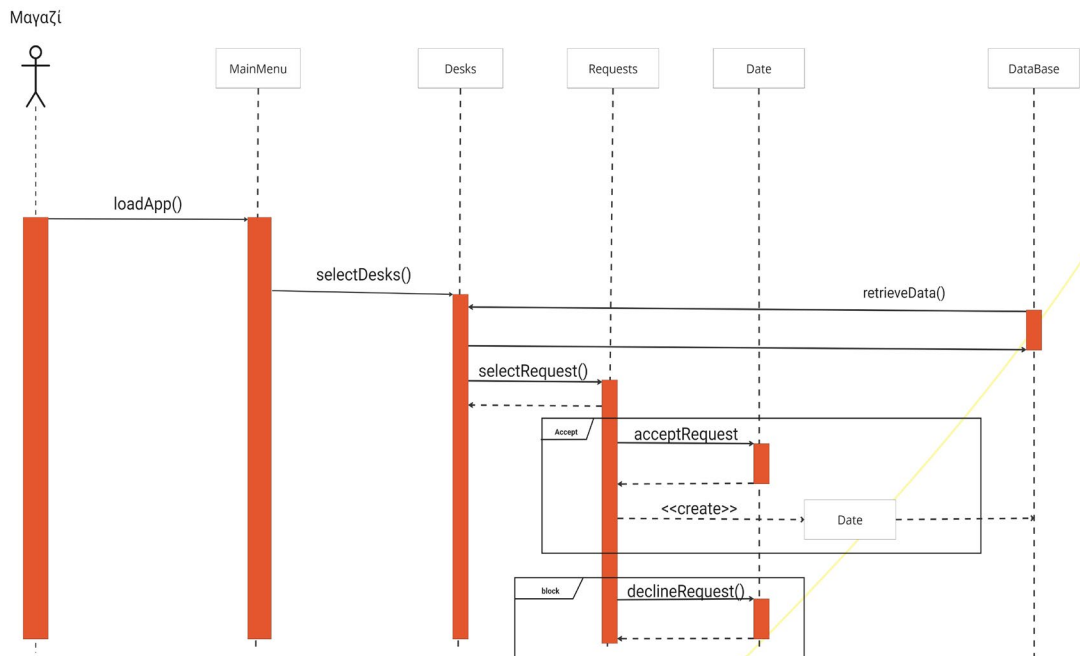 Μαγαζί
MainMenu
Desks
Requests
Date
DataBase
loadApp()
selectDesks()
retrieveData()
selectRequest()
Accept
acceptRequest
<<create>>
Date
block
declineRequest()